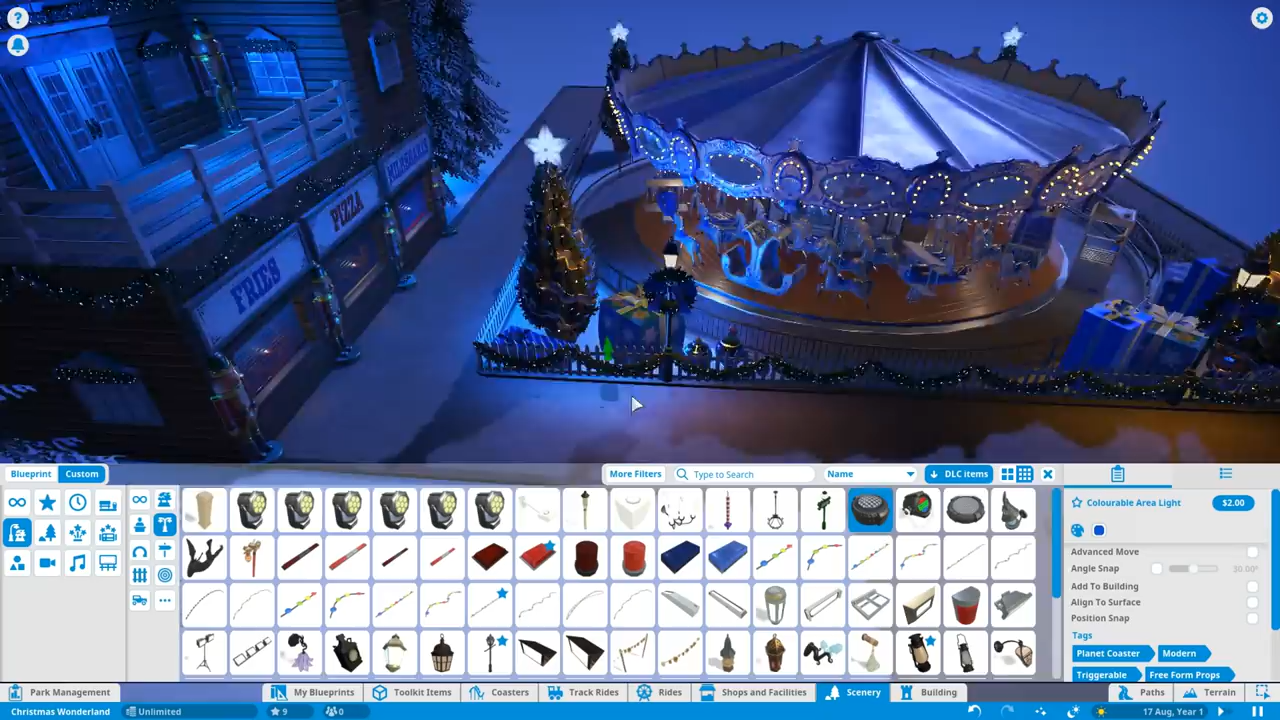 ?
MILKSHAKES
PIZZA
FRIES
Blueprint
Custom
More Filters
Type to Search
Name
DLC items
Colourable Area Light
$2.00
Advanced Move
Angle Snap
30.00°
Add To Building
Align To Surface
Position Snap
Tags
Planet Coaster
Modern
Triggerable
Free Form Props
Park Management
My Blueprints
Toolkit Items
Coasters
Track Rides
Rides
Shops and Facilities
Scenery
Building
Paths
Terrain
Christmas Wonderland
Unlimited
9
0
17 Aug, Year 1